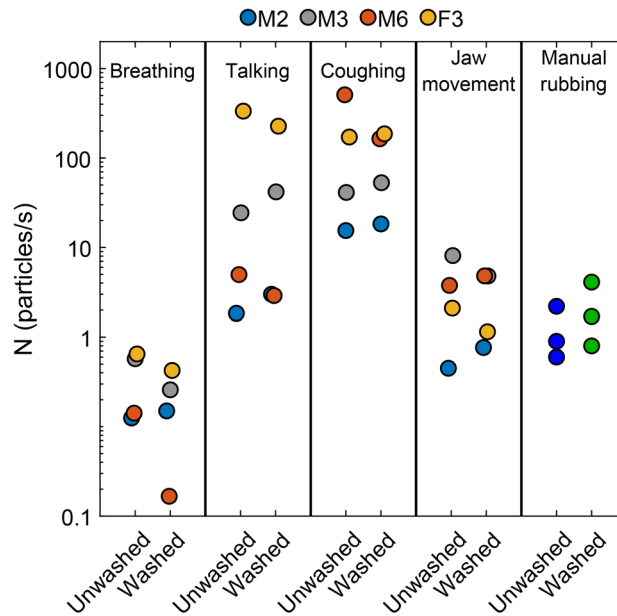 M2 M3 M6 F3
Breathing Talking Coughing Jaw movement Manual rubbing
1000
100
10
1
0.1
N (particles/s)
Unwashed Washed Unwashed Washed Unwashed Washed Unwashed Washed Unwashed Washed